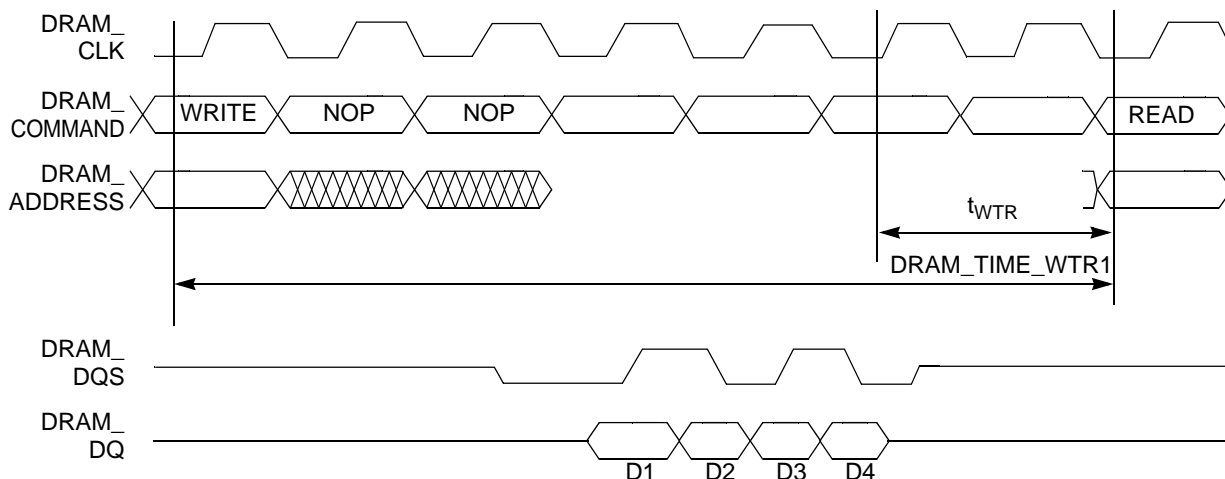 DRAM_
CLK
DRAM_
COMMAND
WRITE NOP NOP READ
DRAM_
ADDRESS
tWTR
DRAM_TIME_WTR1
DRAM_
DQS
DRAM_
DQ
D1 D2 D3 D4